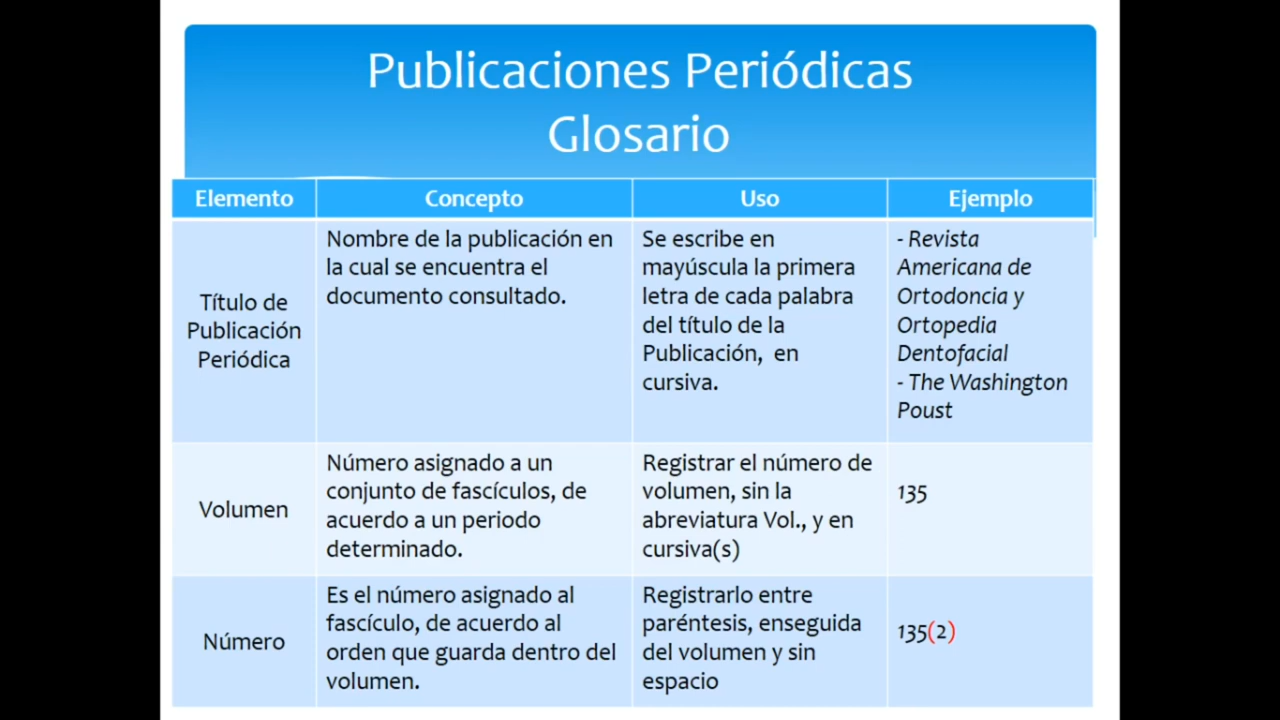 Publicaciones Periódicas
Glosario
Elemento
Concepto
Uso
Ejemplo
Título de
Publicación
Periódica
Nombre de la publicación en
la cual se encuentra el
documento consultado.
Se escribe en
mayúscula la primera
letra de cada palabra
del título de la
Publicación, en
cursiva.
- Revista
Americana de
Ortodoncia y
Ortopedia
Dentofacial
- The Washington
Poust
Volumen
Número asignado a un
conjunto de fascículos, de
acuerdo a un periodo
determinado.
Registrar el número de
volumen, sin la
abreviatura Vol., y en
cursiva(s)
135
Número
Es el número asignado al
fascículo, de acuerdo al
orden que guarda dentro del
volumen.
Registrarlo entre
paréntesis, enseguida
del volumen y sin
espacio
135(2)